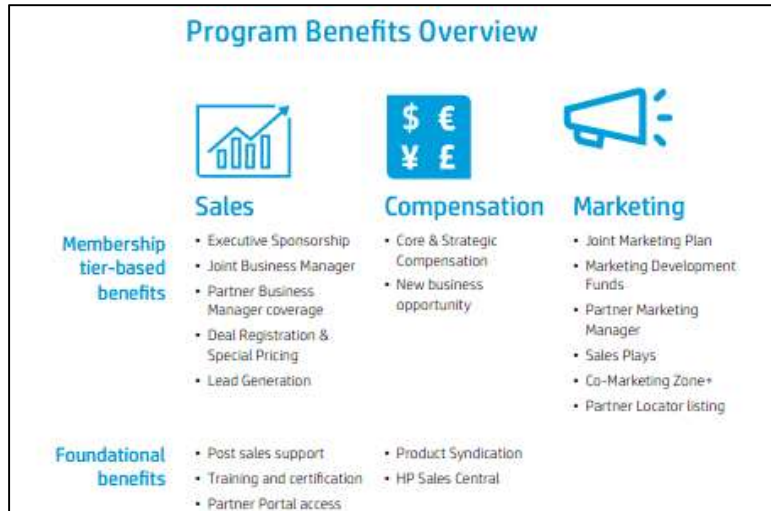 Program Benefits Overview
$ €
¥ £
Sales
Compensation
Marketing
Membership
tier-based
benefits
• Executive Sponsorship
• Joint Business Manager
• Partner Business
Manager coverage
• Deal Registration &
Special Pricing
• Lead Generation
• Core & Strategic
Compensation
• New business
opportunity
• Joint Marketing Plan
• Marketing Development
Funds
• Partner Marketing
Manager
• Sales Plays
• Co-Marketing Zone+
• Partner Locator listing
Foundational
benefits
• Post sales support
• Training and certification
• Partner Portal access
• Product Syndication
• HP Sales Central